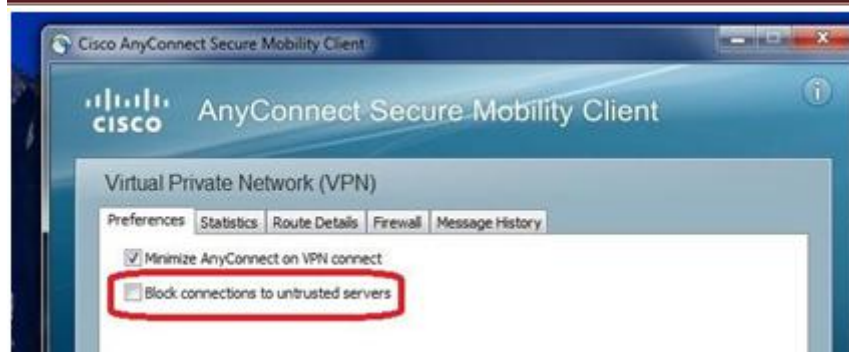 Cisco AnyConnect Secure Mobility Client
CISCO AnyConnect Secure Mobility Client
Virtual Private Network (VPN)
Preferences Statistics Route Details Firewall Message History
Minimize AnyConnect on VPN connect
Block connections to untrusted servers